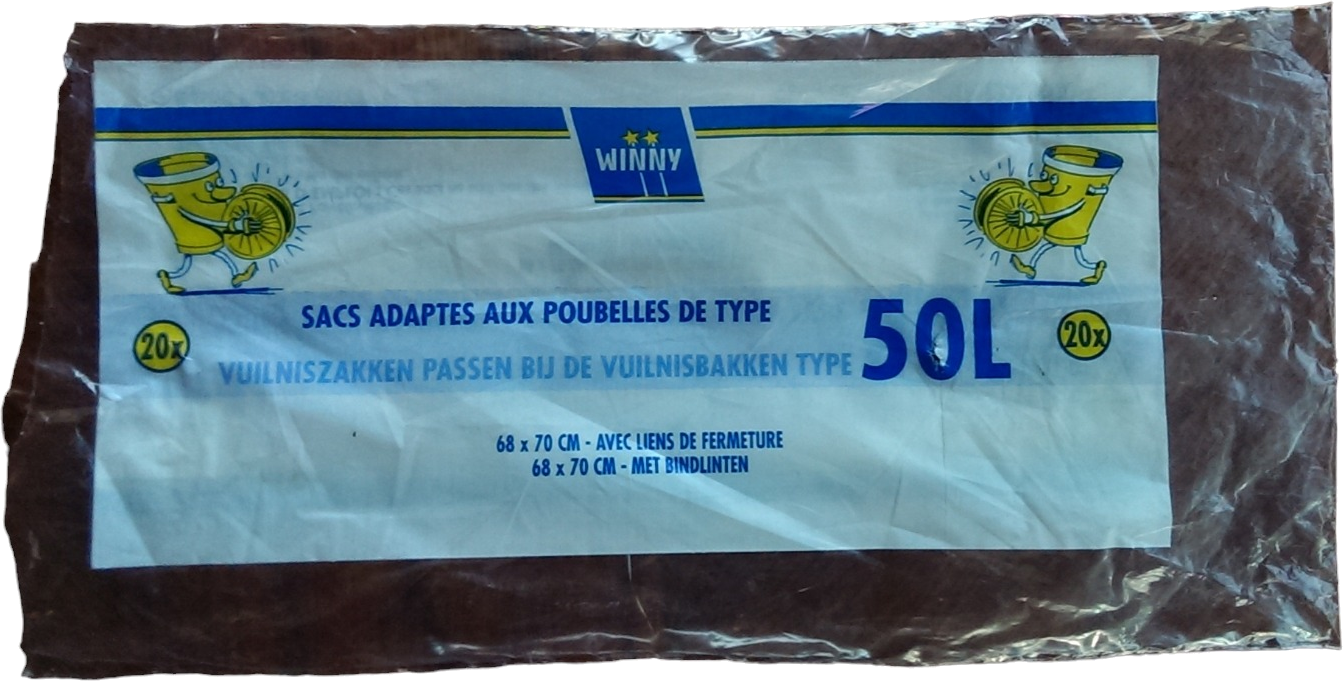 WINNY
SACS ADAPTES AUX POUBELLES DE TYPE
VUILNISZAKKEN PASSEN BIJ DE VUILNISBAKKEN TYPE
50L
20x
20x
68 x 70 CM - AVEC LIENS DE FERMETURE
68 x 70 CM - MET BINDLINTEN